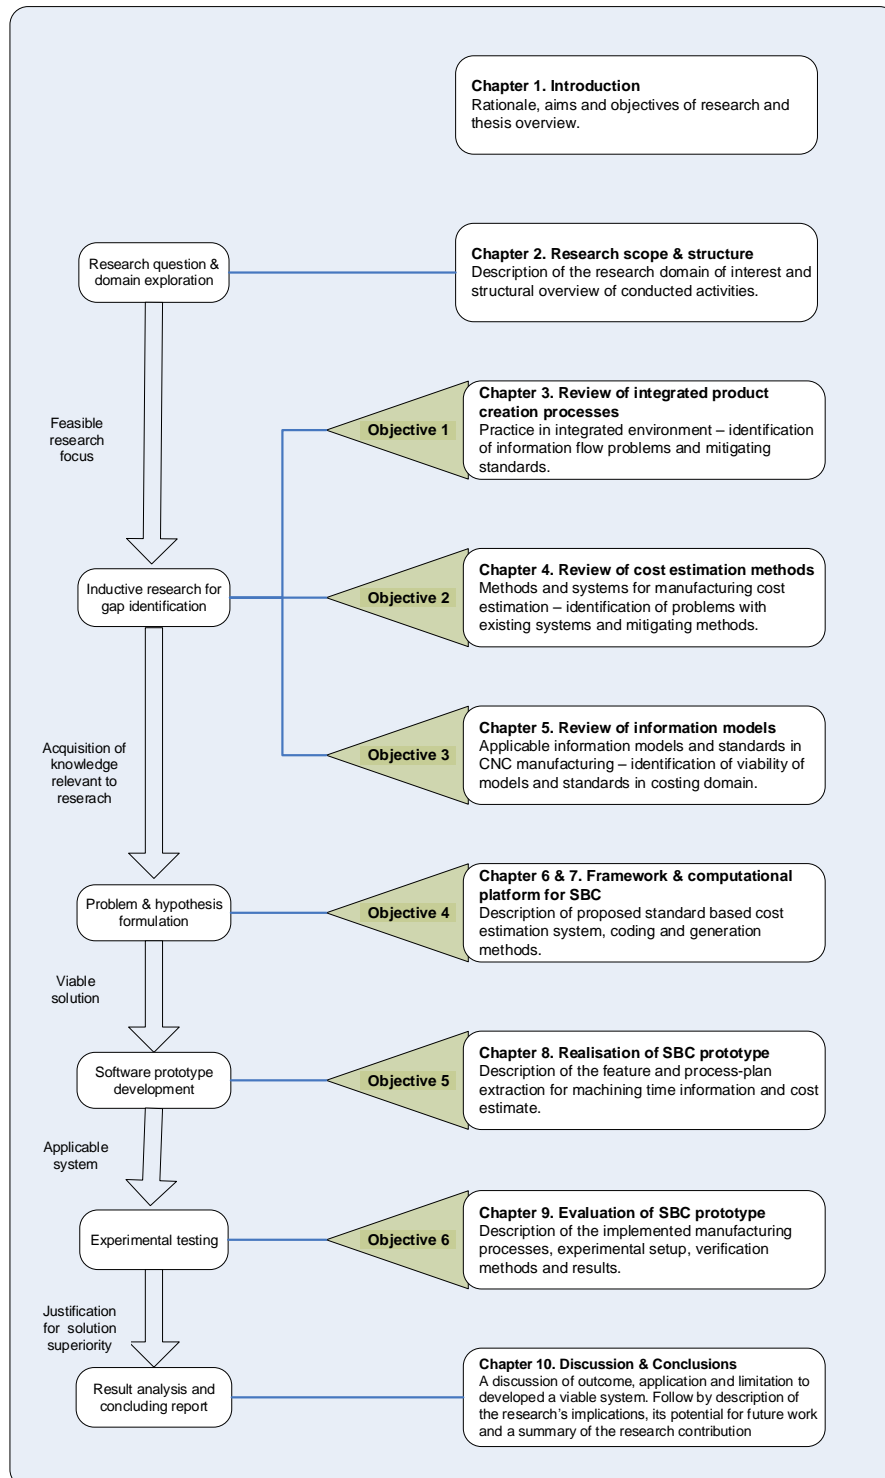 Chapter 1. Introduction
Rationale, aims and objectives of research and
thesis overview.
Research question &
domain exploration
Chapter 2. Research scope & structure
Description of the research domain of interest and
structural overview of conducted activities.
Feasible
research
focus
Objective 1
Chapter 3. Review of integrated product
creation processes
Practice in integrated environment – identification
of information flow problems and mitigating
standards.
Inductive research for
gap identification
Objective 2
Chapter 4. Review of cost estimation methods
Methods and systems for manufacturing cost
estimation – identification of problems with
existing systems and mitigating methods.
Acquisition of
knowledge
relevant to
reserach
Objective 3
Chapter 5. Review of information models
Applicable information models and standards in
CNC manufacturing – identification of viability of
models and standards in costing domain.
Problem & hypothesis
formulation
Objective 4
Chapter 6 & 7. Framework & computational
platform for SBC
Description of proposed standard based cost
estimation system, coding and generation
methods.
Viable
solution
Software prototype
development
Objective 5
Chapter 8. Realisation of SBC prototype
Description of the feature and process-plan
extraction for machining time information and cost
estimate.
Applicable
system
Experimental testing
Objective 6
Chapter 9. Evaluation of SBC prototype
Description of the implemented manufacturing
processes, experimental setup, verification
methods and results.
Justification
for solution
superiority
Result analysis and
concluding report
Chapter 10. Discussion & Conclusions
A discussion of outcome, application and limitation to
developed a viable system. Follow by description of
the research's implications, its potential for future work
and a summary of the research contribution